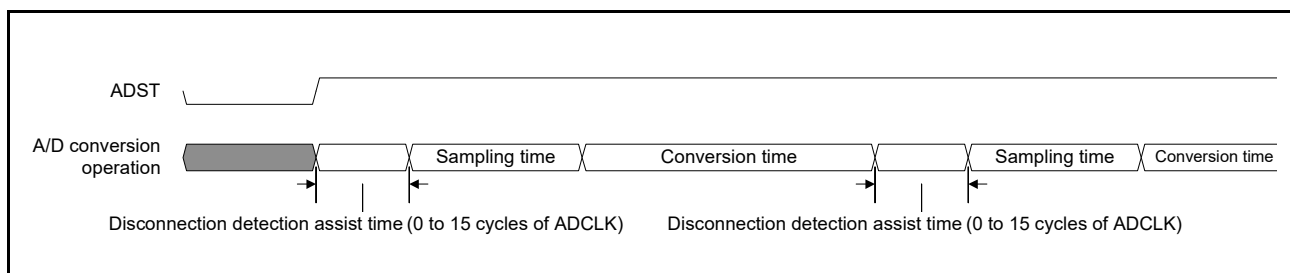 ADST
A/D conversion
operation
Sampling time
Conversion time
Sampling time
Conversion time
Disconnection detection assist time (0 to 15 cycles of ADCLK)
Disconnection detection assist time (0 to 15 cycles of ADCLK)